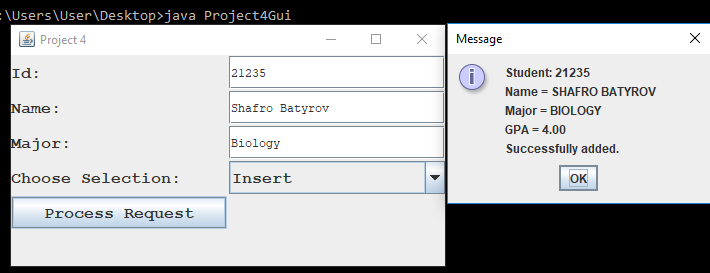 :\Users\User\Desktop>java Project4Gui
Project 4
Id:
21235
Name:
Shafro Batyrov
Major:
Biology
Choose Selection:
Insert
Process Request
Message
Student: 21235
Name = SHAFRO BATYROV
Major = BIOLOGY
GPA = 4.00
Successfully added.
OK